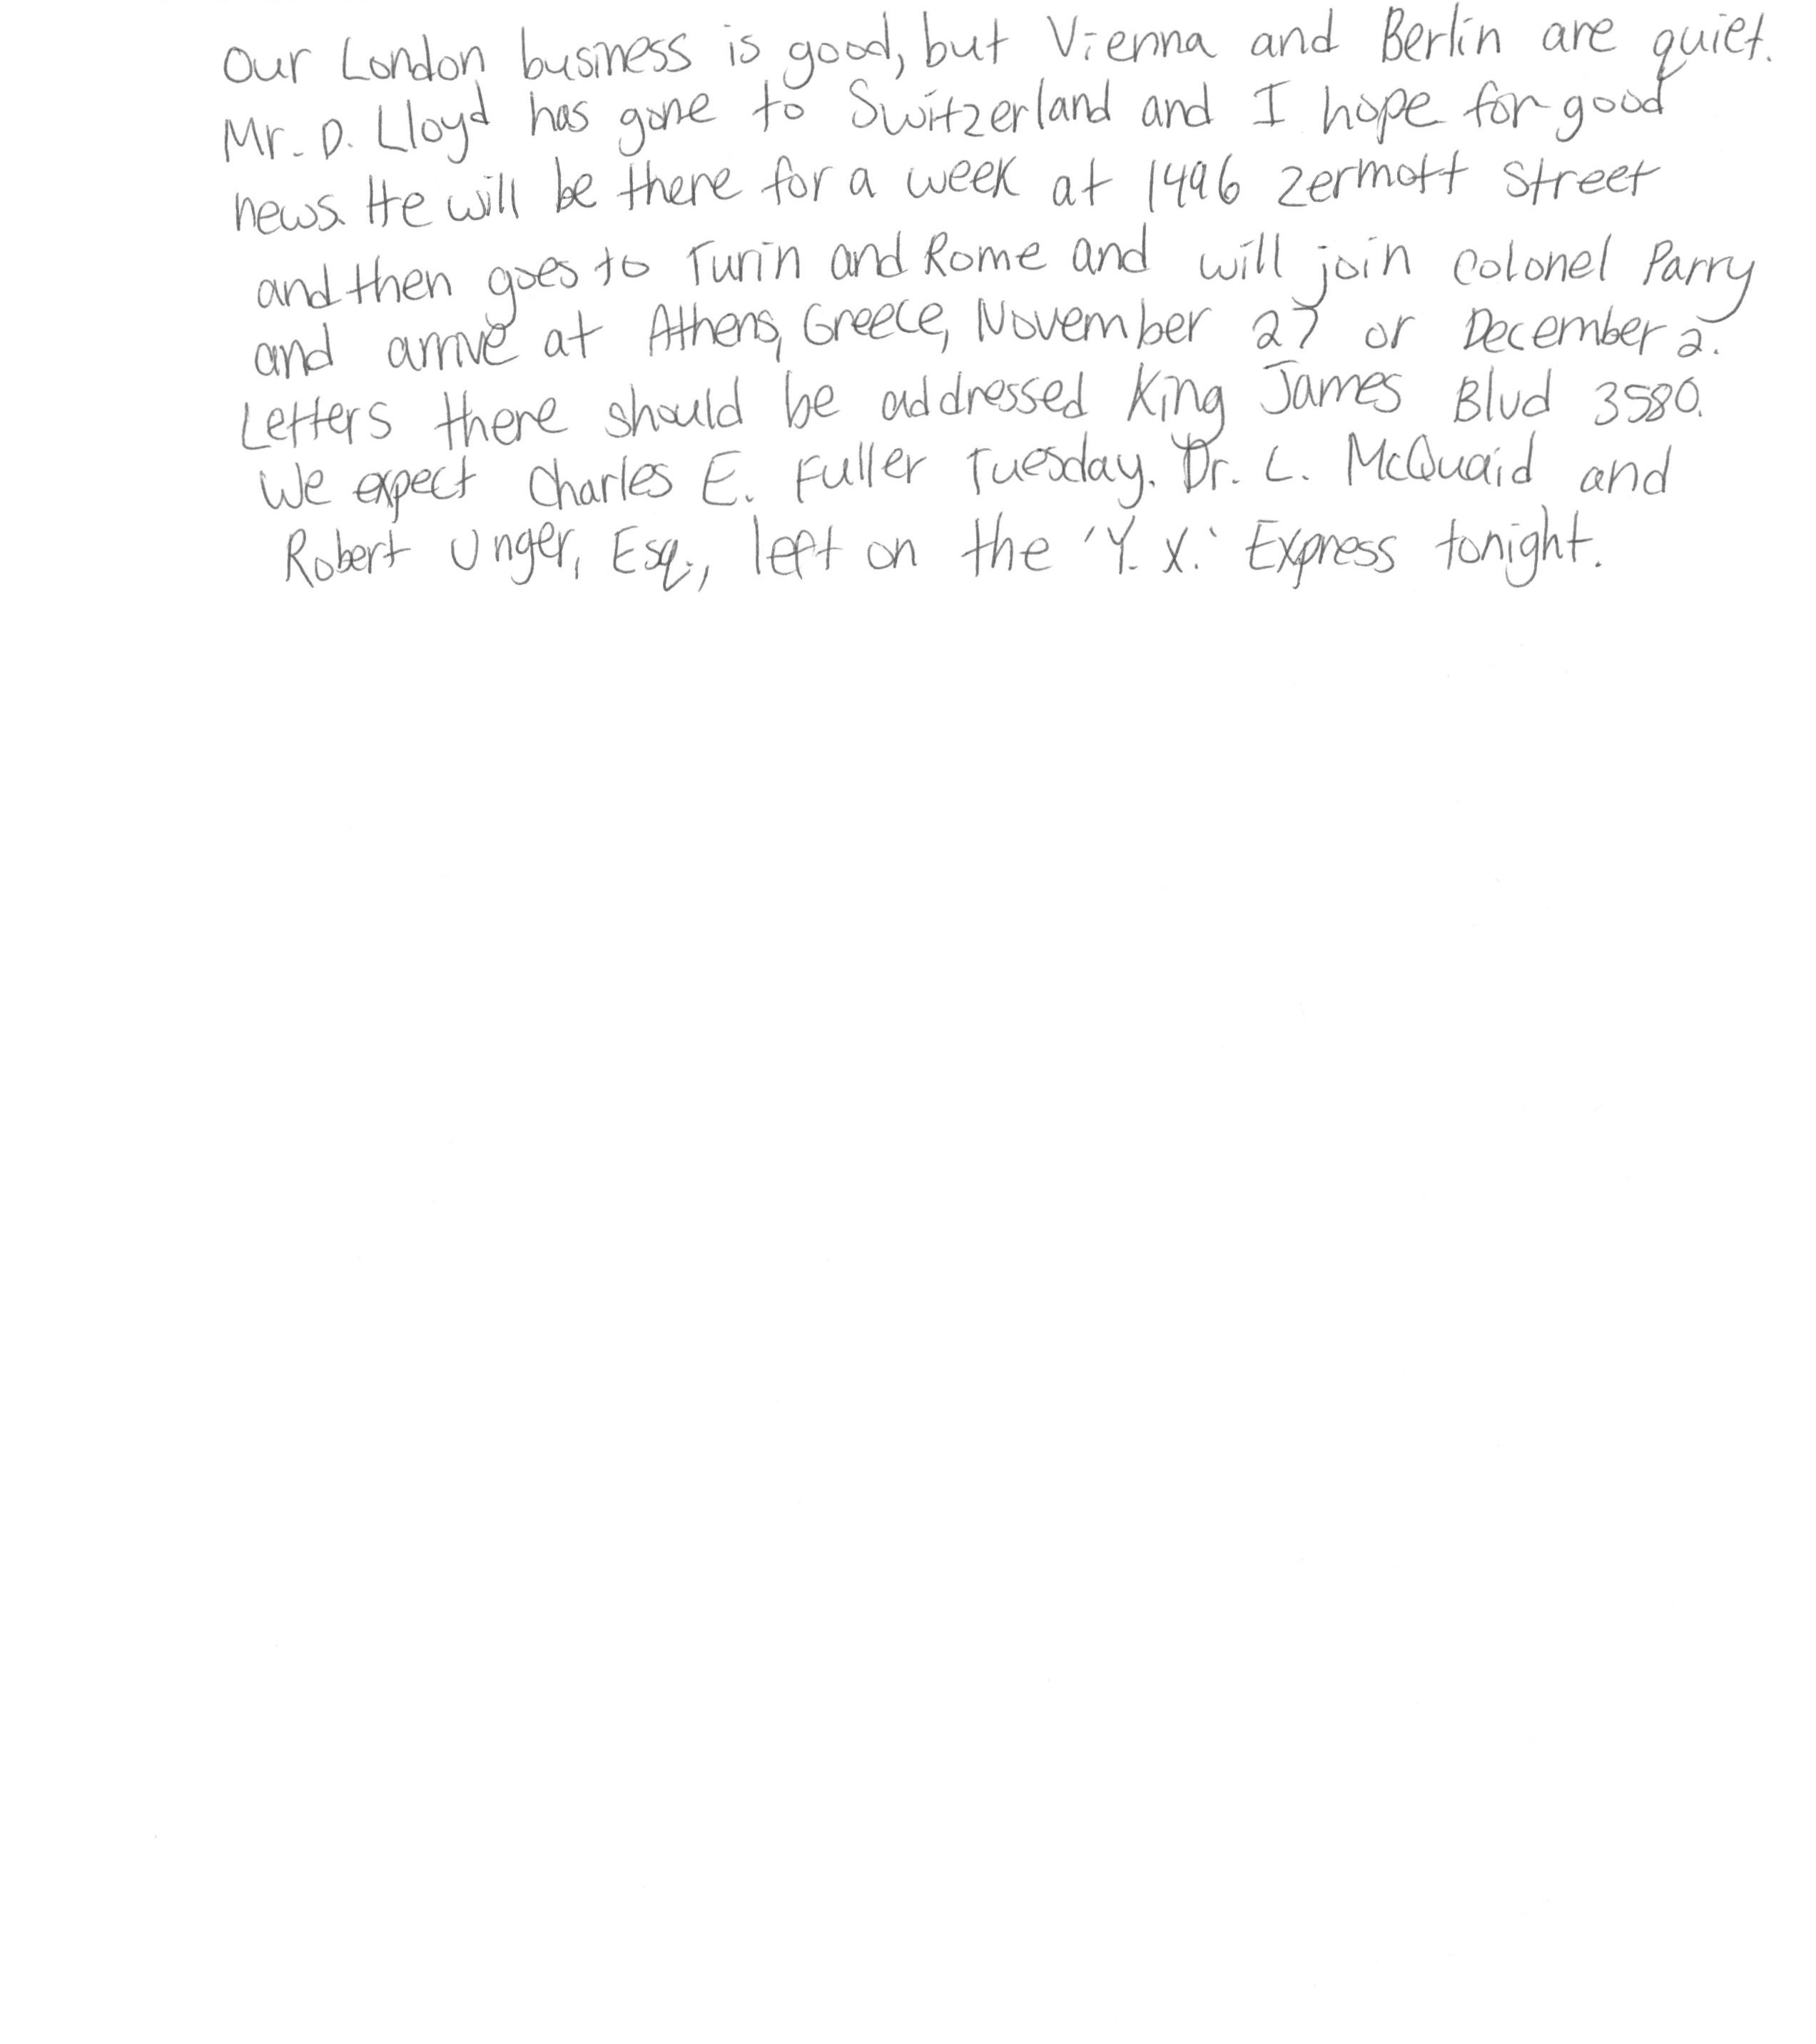 Our London business is good, but Vienna and Berlin are quiet.
Mr. D. Lloyd has gone to Switzerland and I hope for good
news. He will be there for a week at 1496 Zermott Street
and then goes to Turin and Rome and will join Colonel Parry
and arrive at Athens, Greece, November 27 or December 2.
Letters there should be addressed King James Blvd 3580.
We expect Charles E. Fuller Tuesday. Dr. L. McQuaid and
Robert Unger, Esq., left on the 'Y. X.' Express tonight.